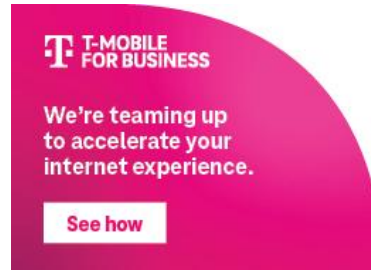 T-MOBILE
FOR BUSINESS
We're teaming up
to accelerate your
internet experience.
See how